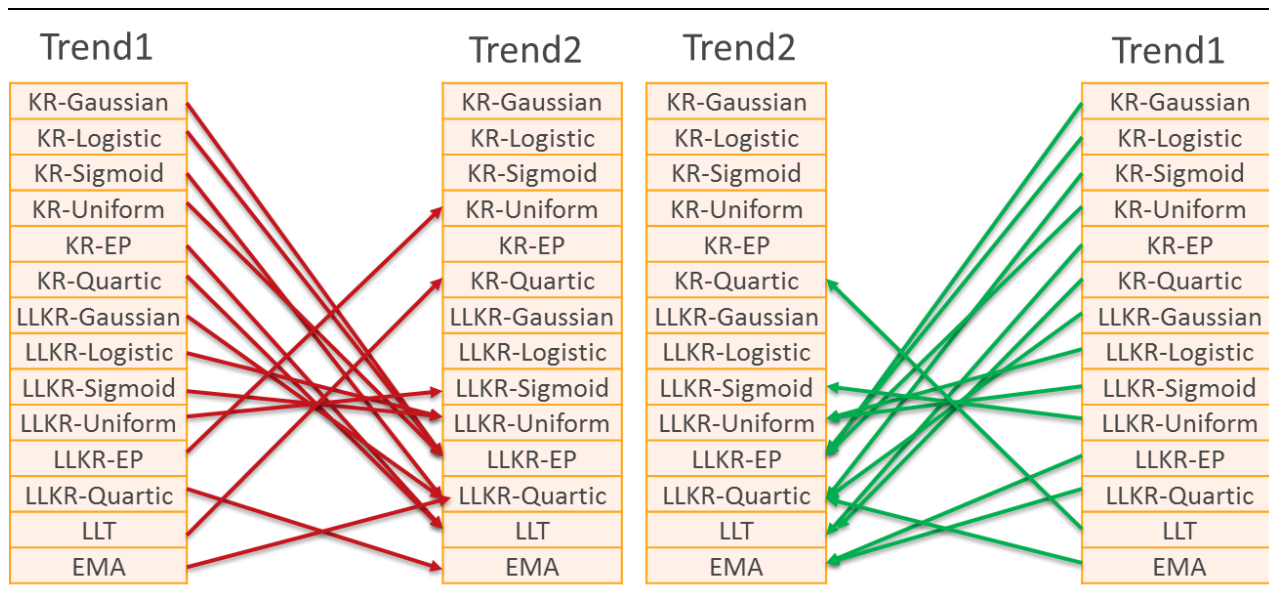 Trend1 Trend2 Trend2 Trend1
KR-Gaussian KR-Gaussian KR-Gaussian KR-Gaussian
KR-Logistic KR-Logistic KR-Logistic KR-Logistic
KR-Sigmoid KR-Sigmoid KR-Sigmoid KR-Sigmoid
KR-Uniform KR-Uniform KR-Uniform KR-Uniform
KR-EP KR-EP KR-EP KR-EP
KR-Quartic KR-Quartic KR-Quartic KR-Quartic
LLKR-Gaussian LLKR-Gaussian LLKR-Gaussian LLKR-Gaussian
LLKR-Logistic LLKR-Logistic LLKR-Logistic LLKR-Logistic
LLKR-Sigmoid LLKR-Sigmoid LLKR-Sigmoid LLKR-Sigmoid
LLKR-Uniform LLKR-Uniform LLKR-Uniform LLKR-Uniform
LLKR-EP LLKR-EP LLKR-EP LLKR-EP
LLKR-Quartic LLKR-Quartic LLKR-Quartic LLKR-Quartic
LLT LLT LLT LLT
EMA EMA EMA EMA